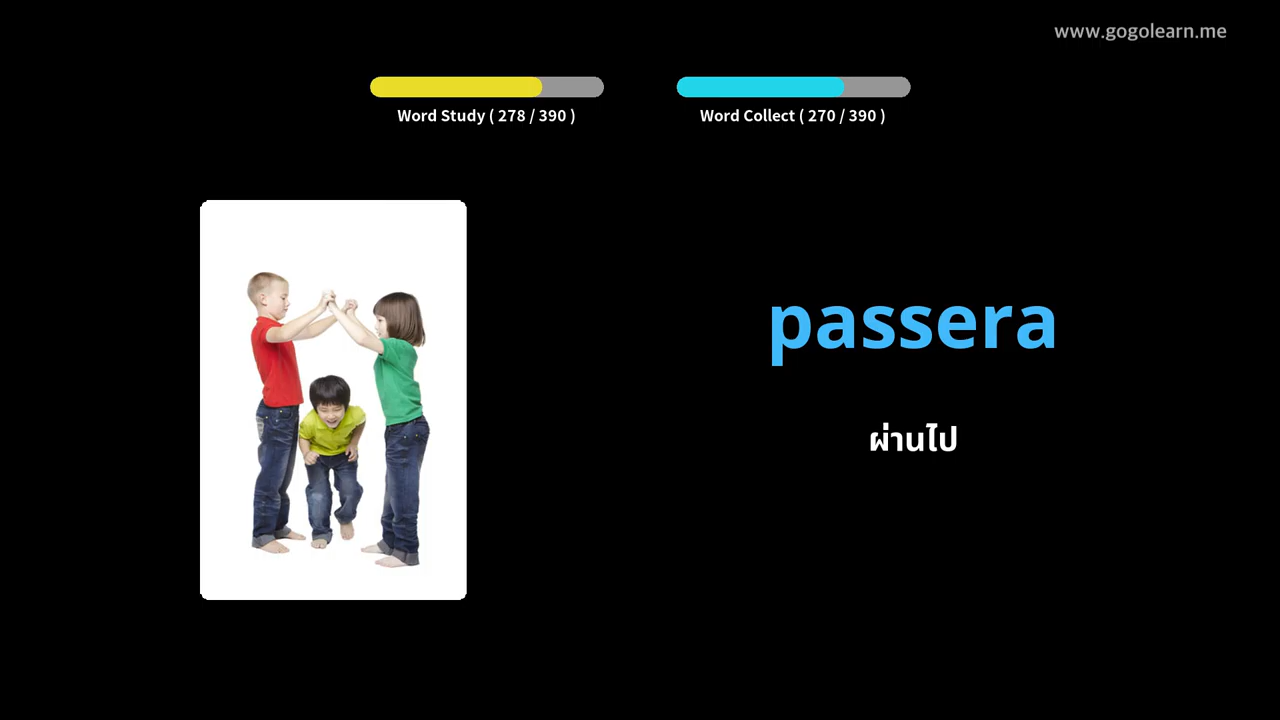 www.gogolearn.me
Word Study ( 278 / 390 )
Word Collect ( 270 / 390 )
passera
ผ่านไป